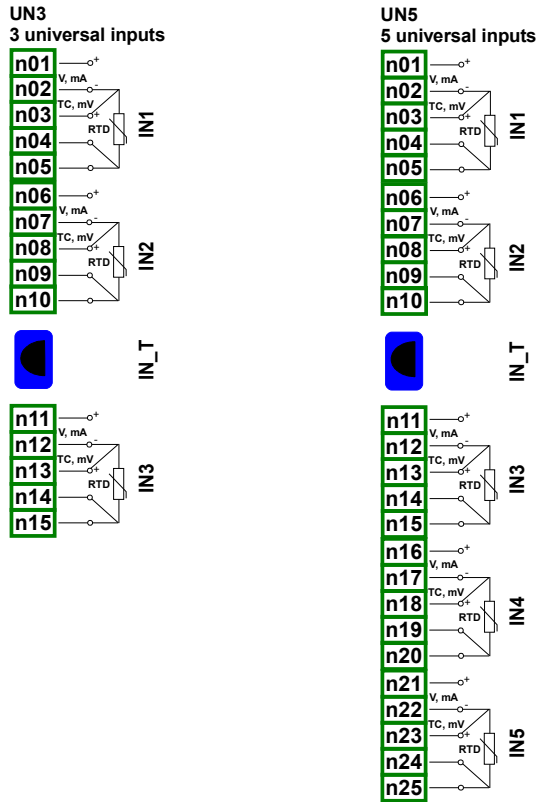 UN3
3 universal inputs
n01 +
V, mA
n02 -
TC, mV
n03 +
RTD
n04
n05
IN1
n06 +
V, mA
n07 -
TC, mV
n08 +
RTD
n09
n10
IN2
IN_T
n11 +
V, mA
n12 -
TC, mV
n13 +
RTD
n14
n15
IN3
UN5
5 universal inputs
n01 +
V, mA
n02 -
TC, mV
n03 +
RTD
n04
n05
IN1
n06 +
V, mA
n07 -
TC, mV
n08 +
RTD
n09
n10
IN2
IN_T
n11 +
V, mA
n12 -
TC, mV
n13 +
RTD
n14
n15
IN3
n16 +
V, mA
n17 -
TC, mV
n18 +
RTD
n19
n20
IN4
n21 +
V, mA
n22 -
TC, mV
n23 +
RTD
n24
n25
IN5